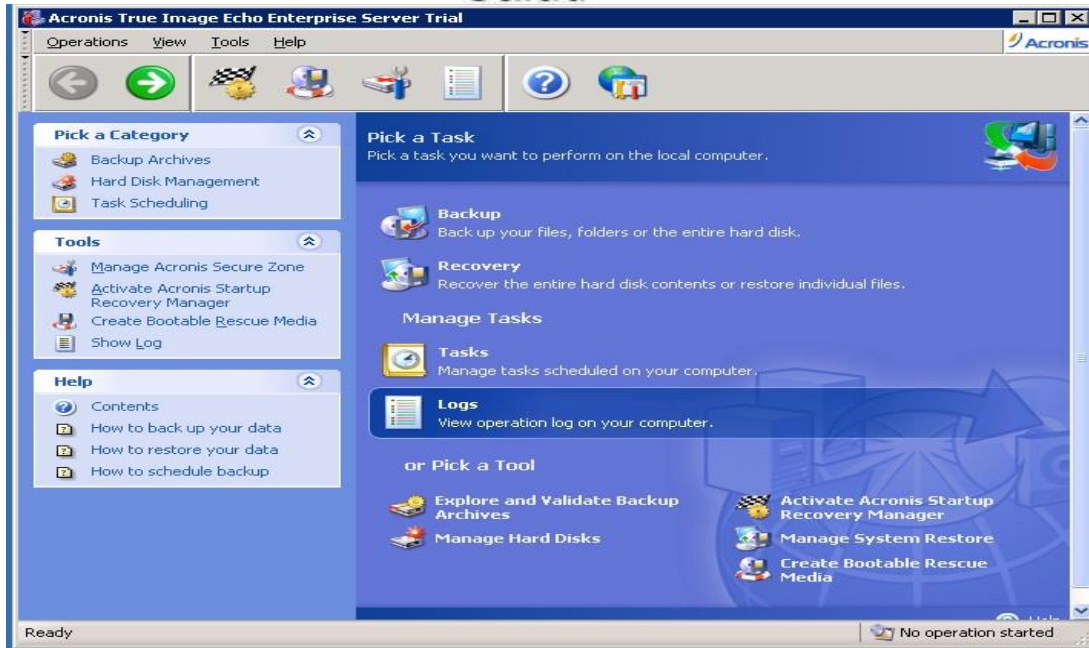 Acronis True Image Echo Enterprise Server Trial
Operations View Tools Help
Acronis
Pick a Category
Backup Archives
Hard Disk Management
Task Scheduling
Tools
Manage Acronis Secure Zone
Activate Acronis Startup
Recovery Manager
Create Bootable Rescue Media
Show Log
Help
Contents
How to back up your data
How to restore your data
How to schedule backup
Pick a Task
Pick a task you want to perform on the local computer.
Backup
Back up your files, folders or the entire hard disk.
Recovery
Recover the entire hard disk contents or restore individual files.
Manage Tasks
Tasks
Manage tasks scheduled on your computer.
Logs
View operation log on your computer.
or Pick a Tool
Explore and Validate Backup
Archives
Manage Hard Disks
Activate Acronis Startup
Recovery Manager
Manage System Restore
Create Bootable Rescue
Media
Ready
No operation started